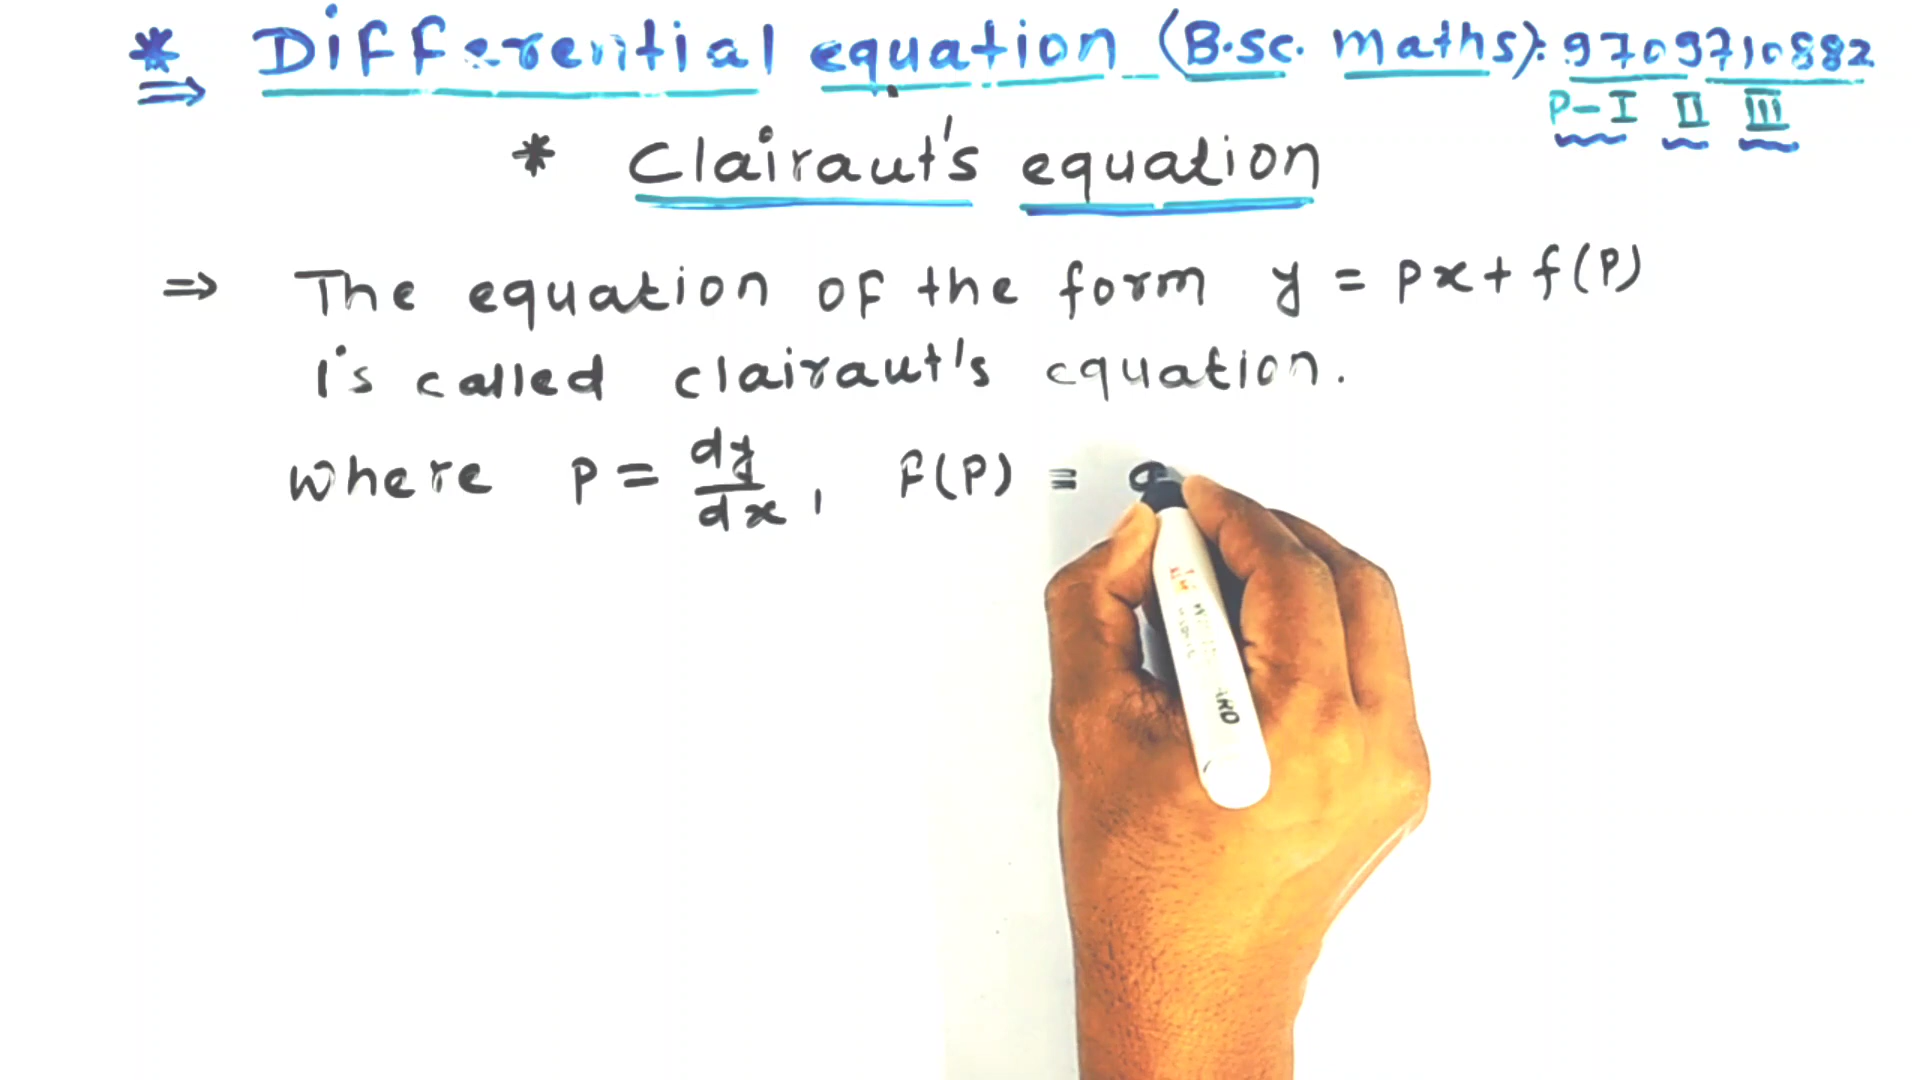 * Differential equation (B.sc. maths): 9709710882
⇒ P-I II III
* Clairaut's equation
⇒ The equation of the form y = px + f(P)
is called clairaut's equation.
where p = dy/dx, f(P) ≡ a